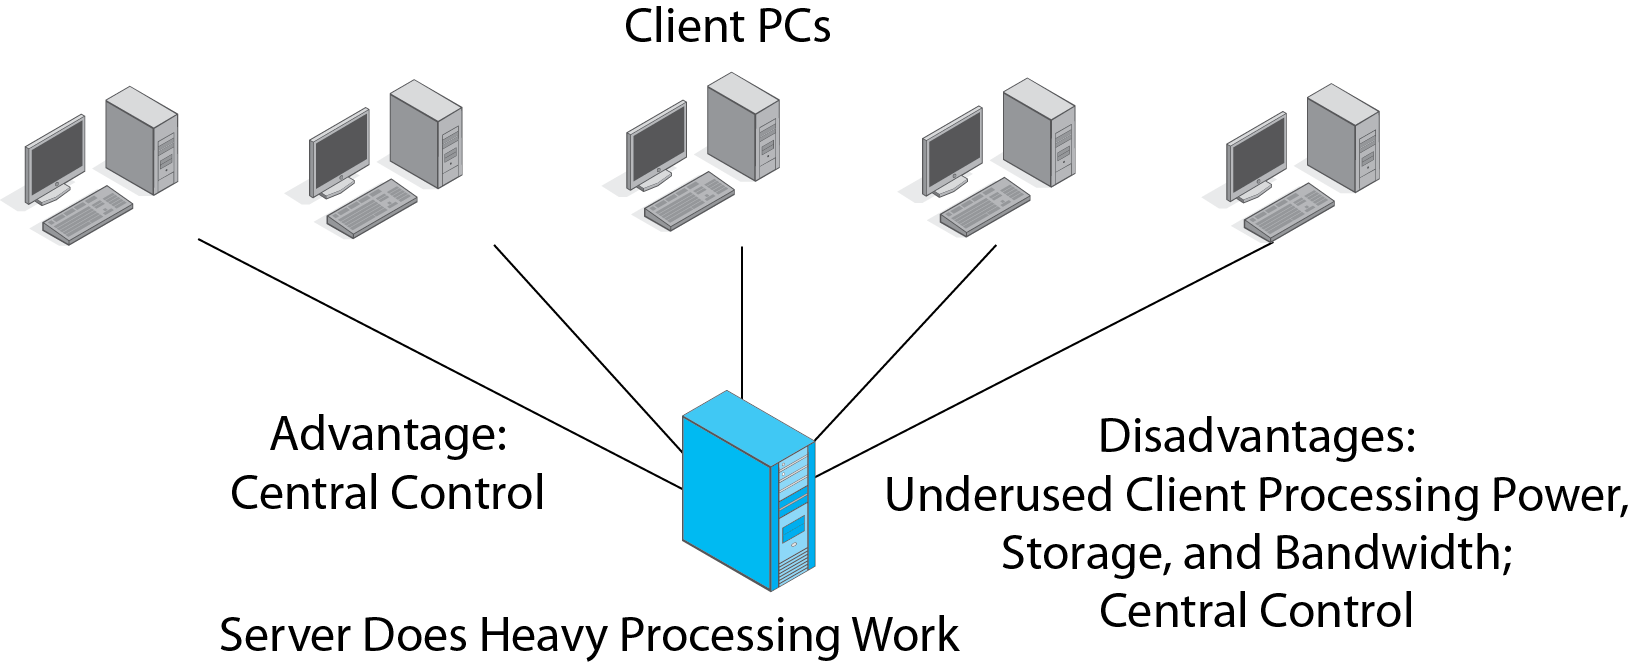 Client PCs
Advantage:
Central Control
Disadvantages:
Underused Client Processing Power,
Storage, and Bandwidth;
Central Control
Server Does Heavy Processing Work